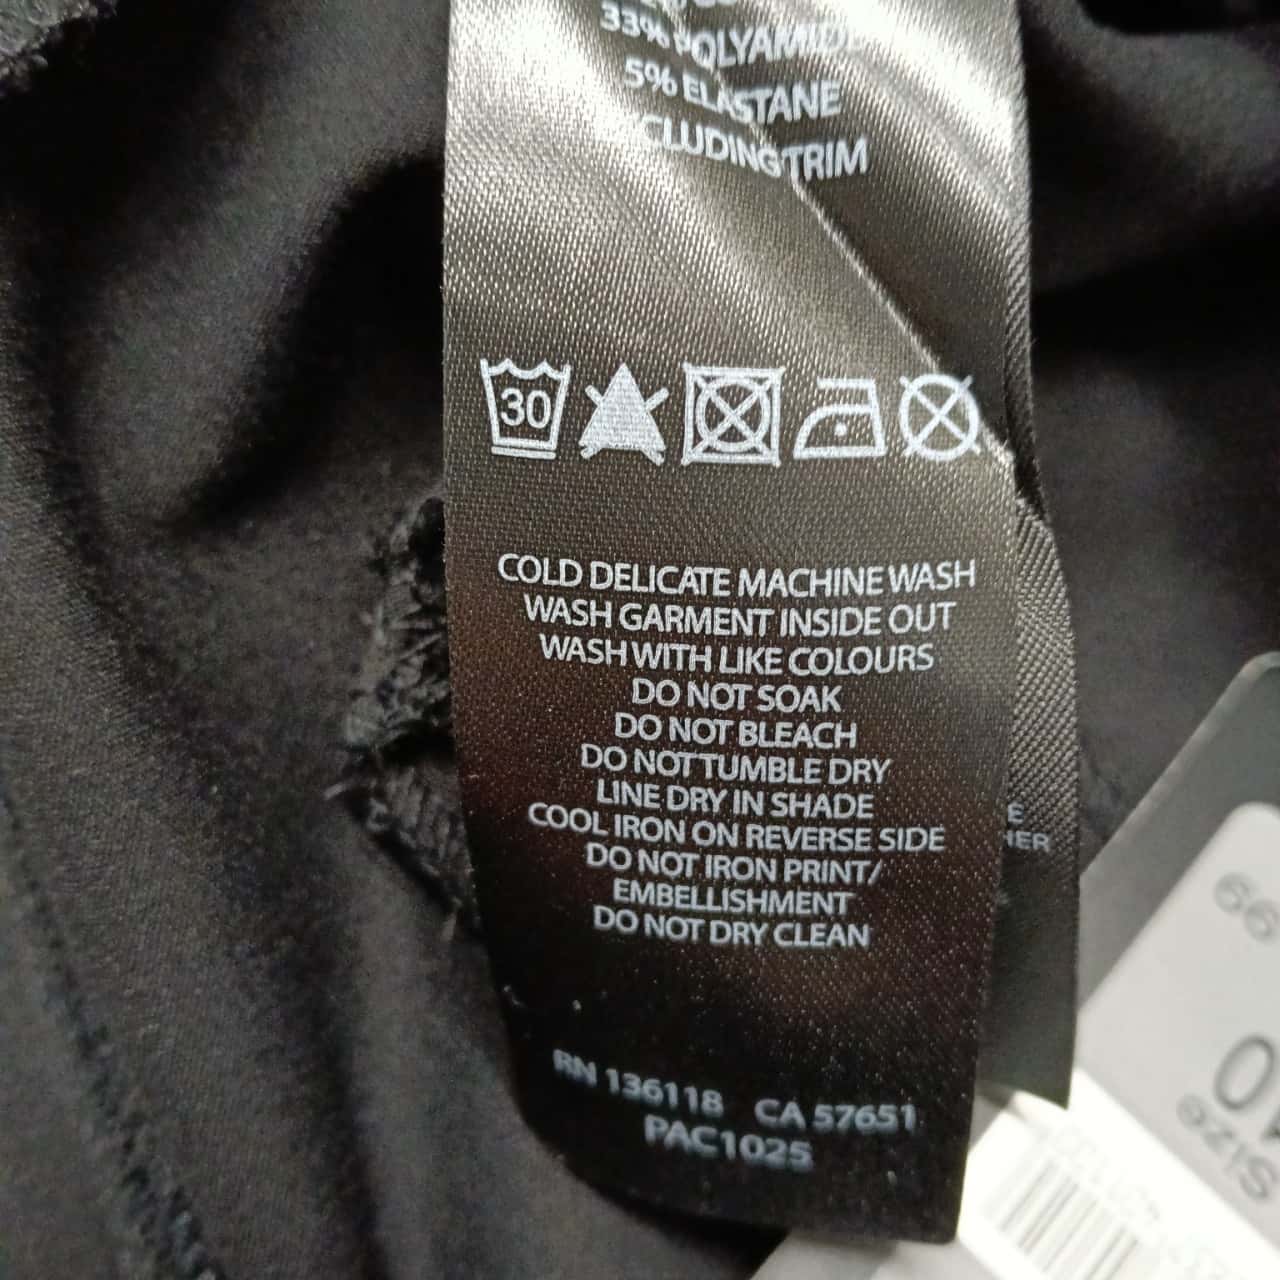 33% POLYAMIDE
5% ELASTANE
TRIM
30
COLD DELICATE MACHINE WASH
WASH GARMENT INSIDE OUT
WASH WITH LIKE COLOURS
DO NOT SOAK
DO NOT BLEACH
DO NOT TUMBLE DRY
LINE DRY IN SHADE
COOL IRON ON REVERSE SIDE
DO NOT IRON PRINT/
EMBELLISHMENT
DO NOT DRY CLEAN
RN 136118 CA 57651
PAC1025
99
Size